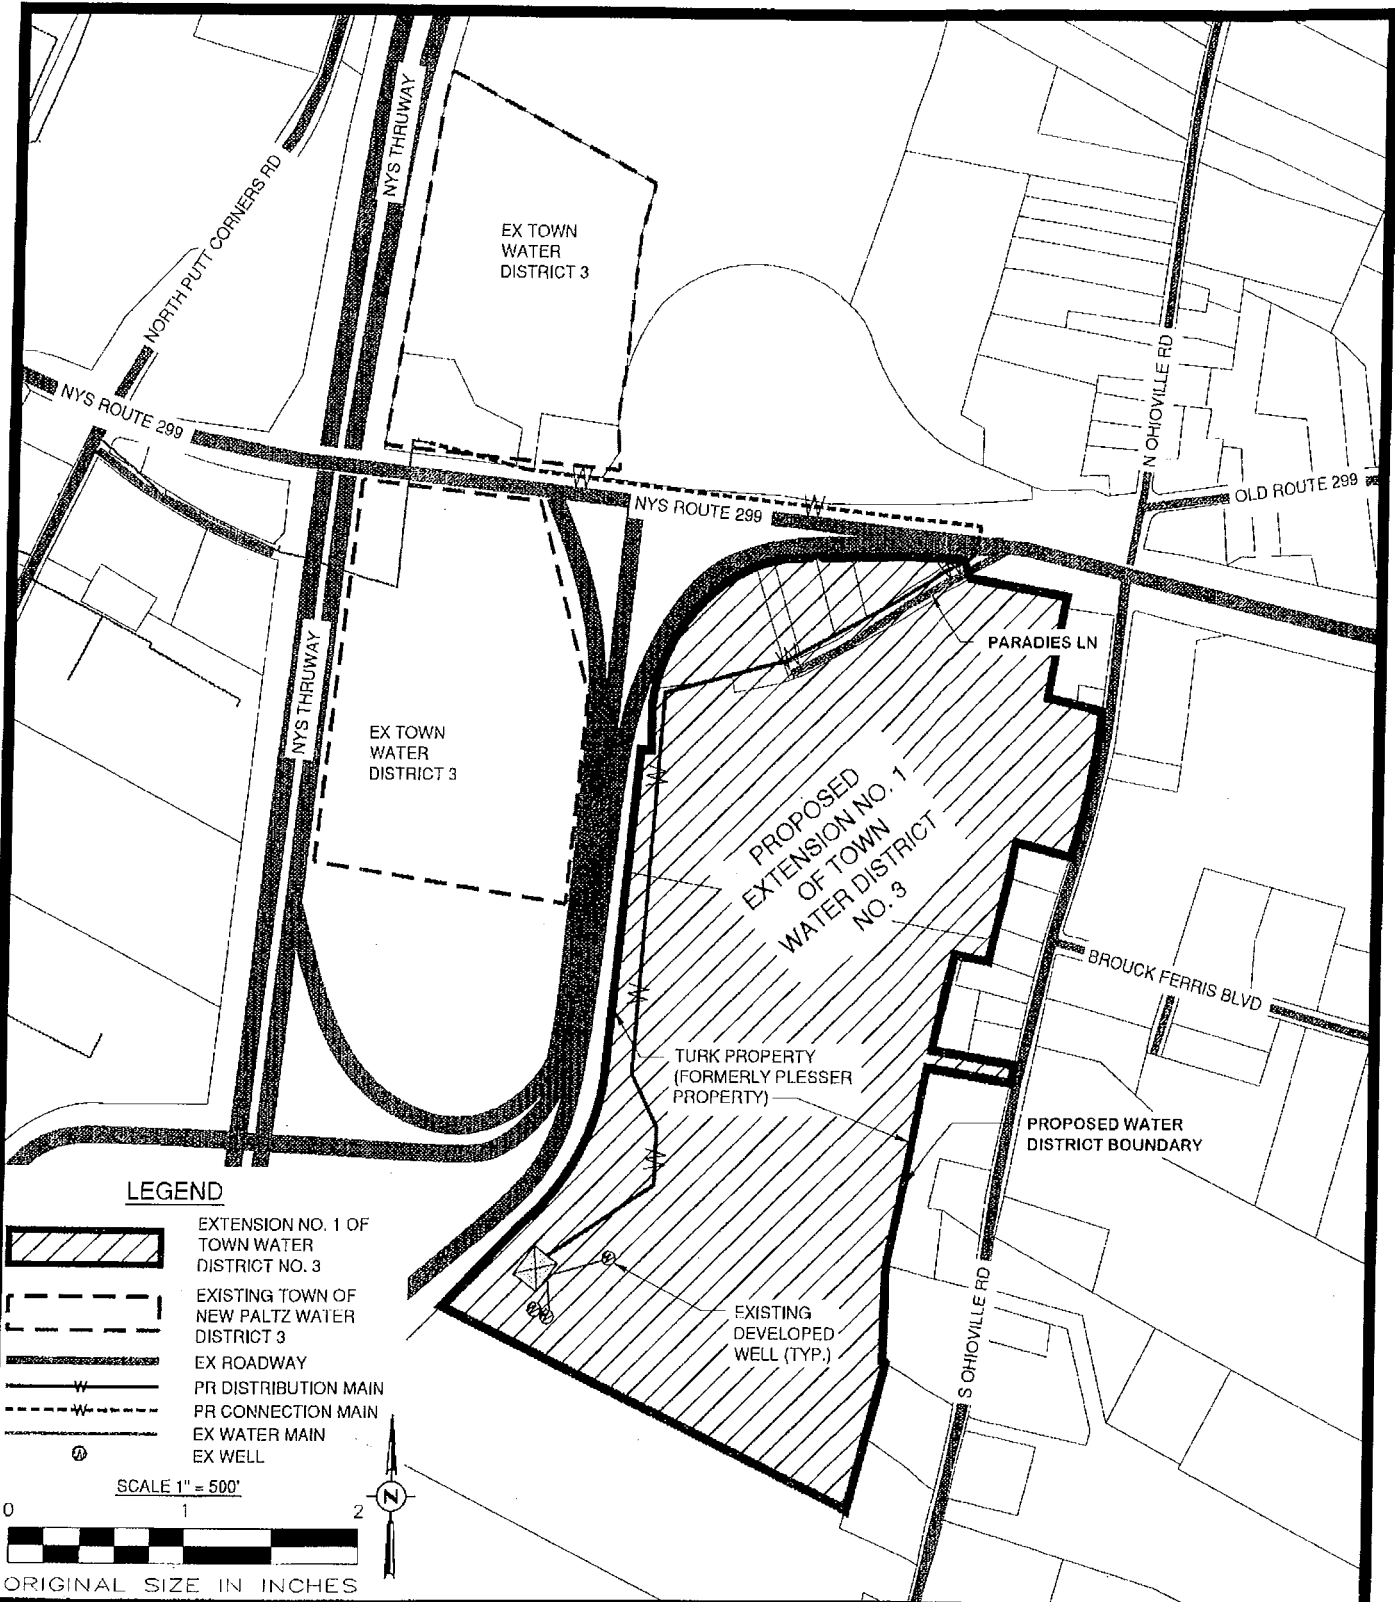 NYS THRUWAY
NORTH PUTT CORNERS RD
EX TOWN
WATER
DISTRICT 3
NYS ROUTE 299
N OHIOVILLE RD
OLD ROUTE 299
W
W
NYS ROUTE 299
PARADIES LN
W
NYS THRUWAY
EX TOWN
WATER
DISTRICT 3
W
PROPOSED
EXTENSION NO. 1
OF TOWN
WATER DISTRICT
NO. 3
BROUCK FERRIS BLVD
W
TURK PROPERTY
(FORMERLY PLESSER
PROPERTY)
PROPOSED WATER
DISTRICT BOUNDARY
W
EXISTING
DEVELOPED
WELL (TYP.)
S OHIOVILLE RD
LEGEND
EXTENSION NO. 1 OF
TOWN WATER
DISTRICT NO. 3
EXISTING TOWN OF
NEW PALTZ WATER
DISTRICT 3
EX ROADWAY
W PR DISTRIBUTION MAIN
W PR CONNECTION MAIN
EX WATER MAIN
W EX WELL
SCALE 1" = 500'
0 1 2
ORIGINAL SIZE IN INCHES
N